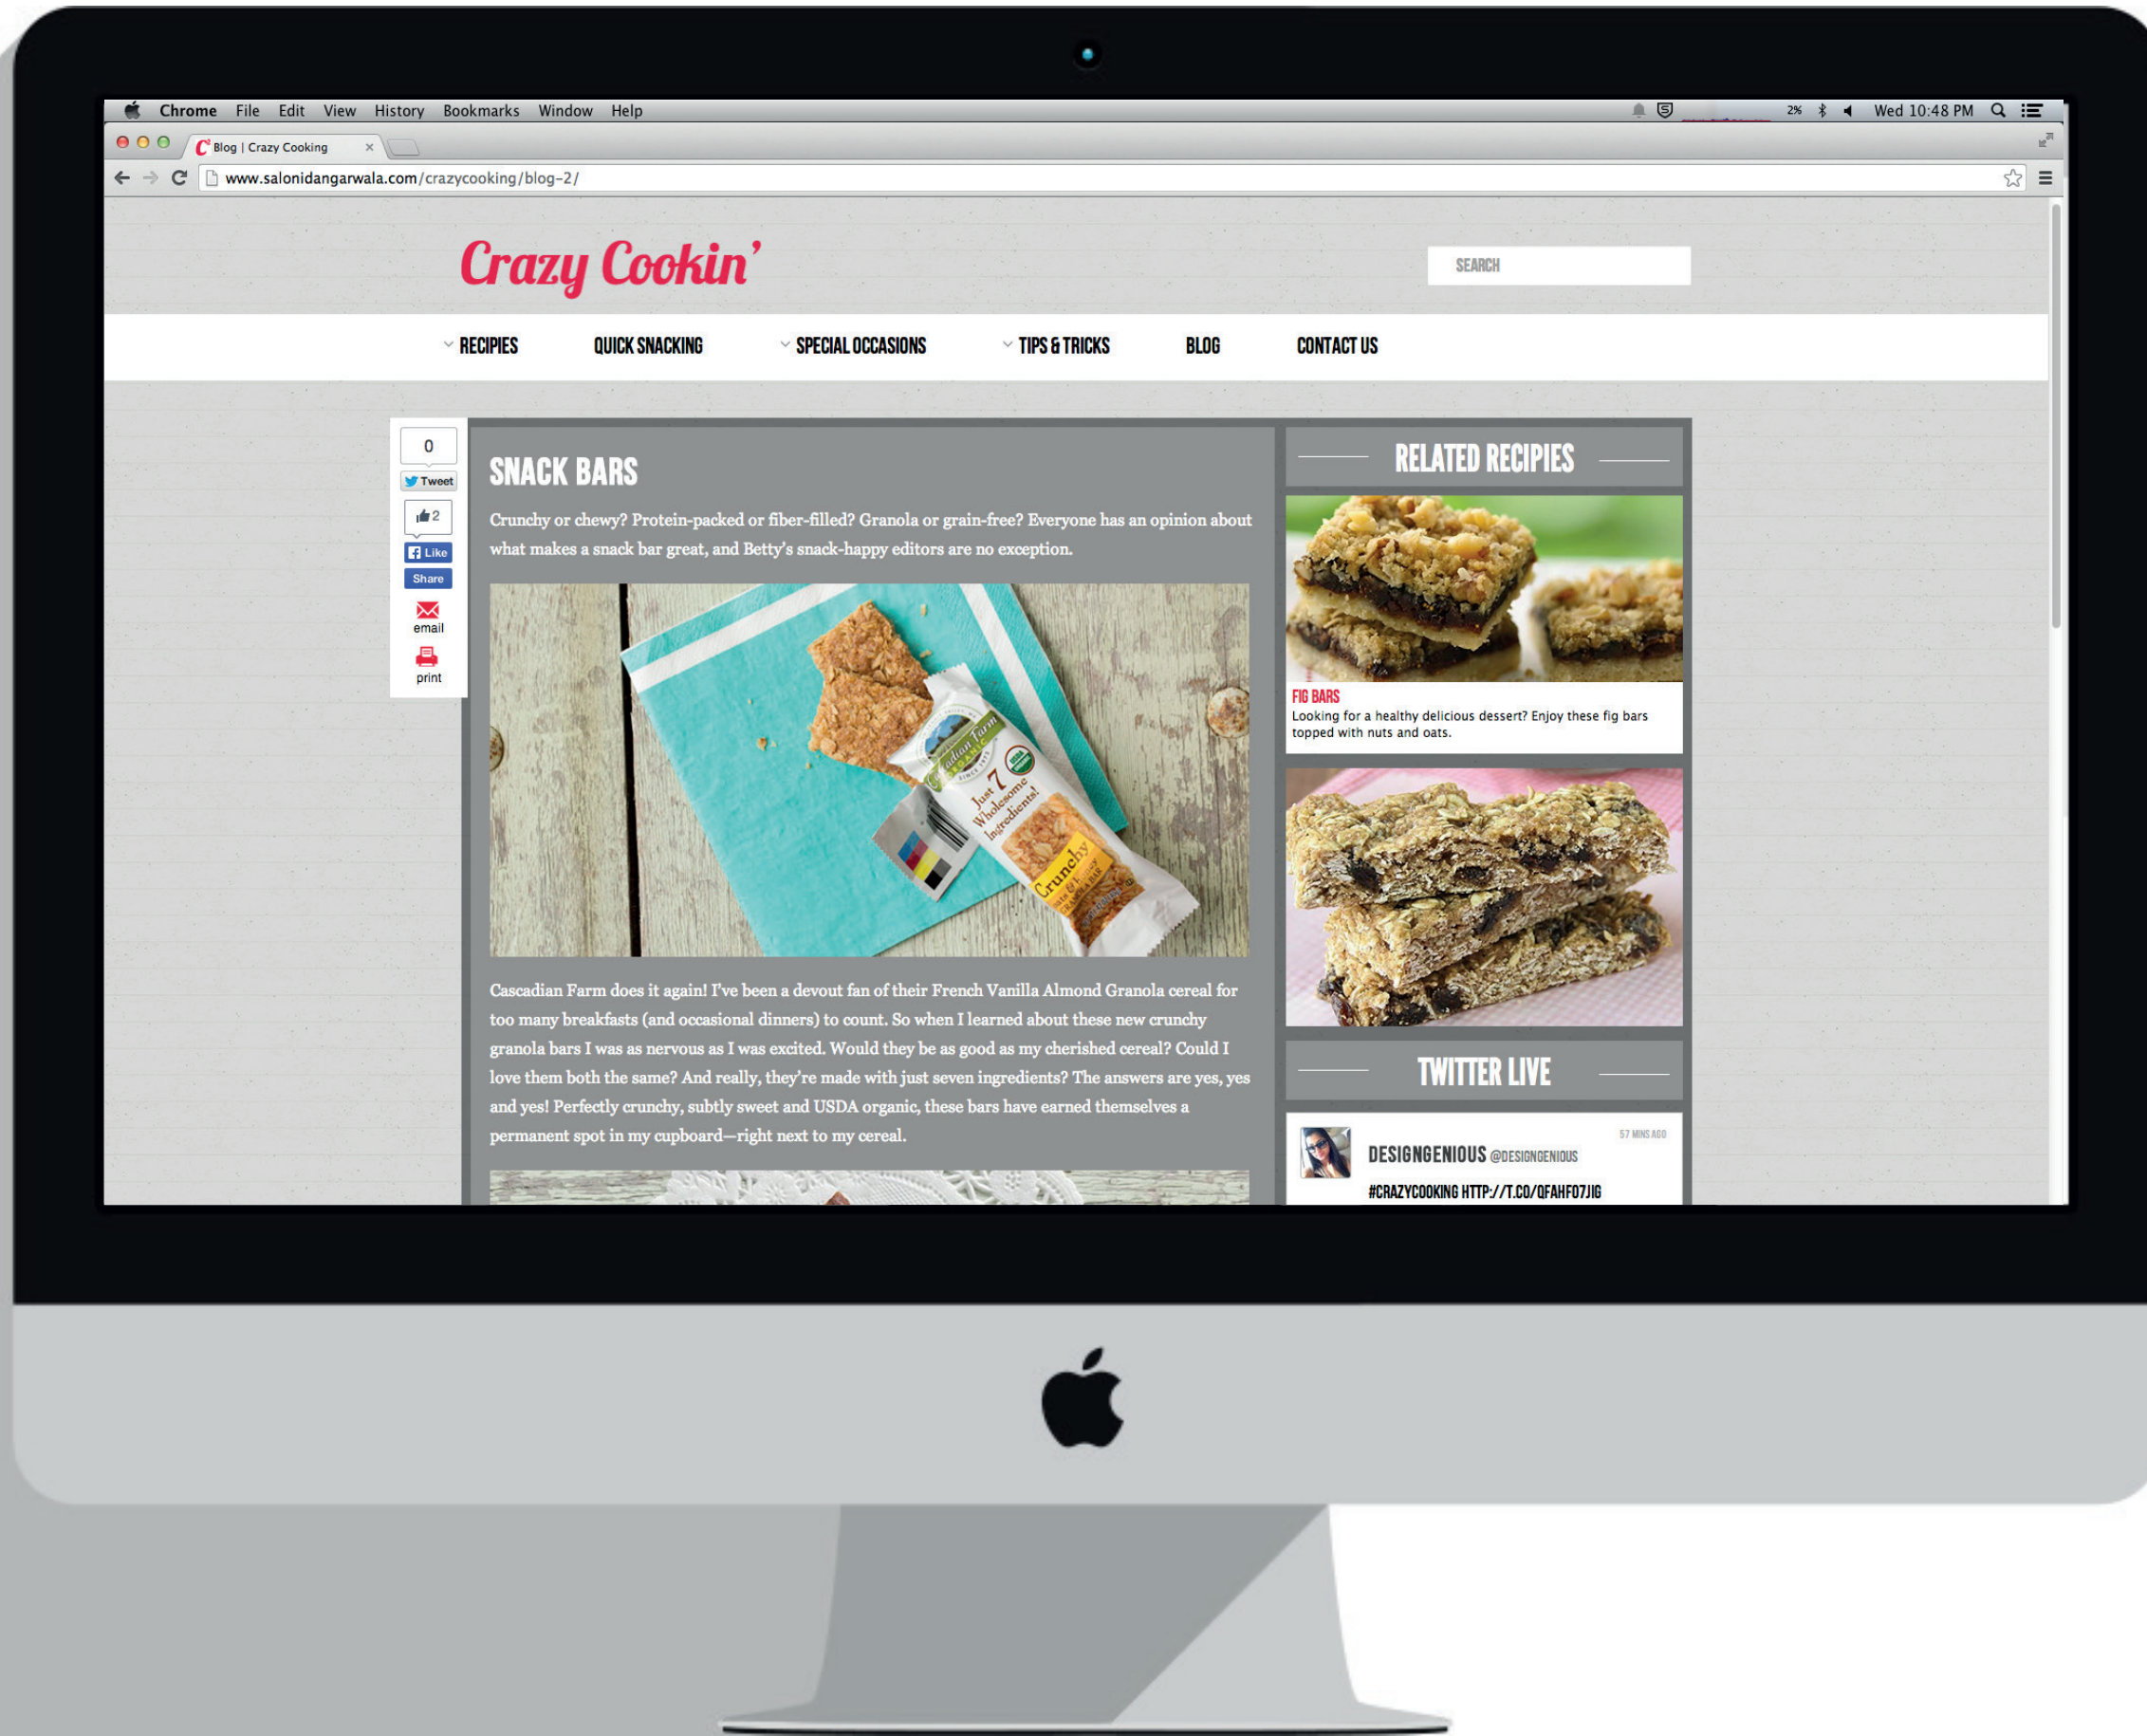 Chrome File Edit View History Bookmarks Window Help
2% Wed 10:48 PM
Blog | Crazy Cooking
www.salonidangarwala.com/crazycooking/blog-2/
Crazy Cookin’
SEARCH
RECIPIES QUICK SNACKING SPECIAL OCCASIONS TIPS & TRICKS BLOG CONTACT US
0
Tweet
2
Like
Share
email
print
SNACK BARS
Crunchy or chewy? Protein-packed or fiber-filled? Granola or grain-free? Everyone has an opinion about
what makes a snack bar great, and Betty’s snack-happy editors are no exception.
Cascadian Farm
ORGANIC
SINCE 1972
USDA
Just 7
Wholesome
Ingredients!
Crunchy
Cascadian Farm does it again! I’ve been a devout fan of their French Vanilla Almond Granola cereal for
too many breakfasts (and occasional dinners) to count. So when I learned about these new crunchy
granola bars I was as nervous as I was excited. Would they be as good as my cherished cereal? Could I
love them both the same? And really, they’re made with just seven ingredients? The answers are yes, yes
and yes! Perfectly crunchy, subtly sweet and USDA organic, these bars have earned themselves a
permanent spot in my cupboard—right next to my cereal.
RELATED RECIPIES
FIG BARS
Looking for a healthy delicious dessert? Enjoy these fig bars
topped with nuts and oats.
TWITTER LIVE
57 MINS AGO
DESIGNGENIOUS @DESIGNGENIOUS
#CRAZYCOOKING HTTP://T.CO/QFAHFO7JIG